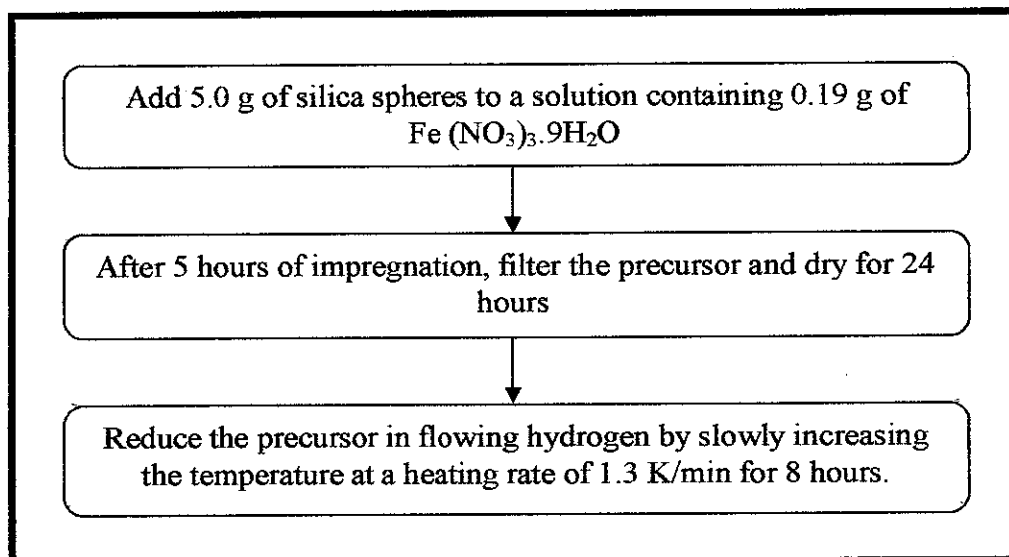 Add 5.0 g of silica spheres to a solution containing 0.19 g of
Fe (NO₃)₃.9H₂O
After 5 hours of impregnation, filter the precursor and dry for 24
hours
Reduce the precursor in flowing hydrogen by slowly increasing
the temperature at a heating rate of 1.3 K/min for 8 hours.